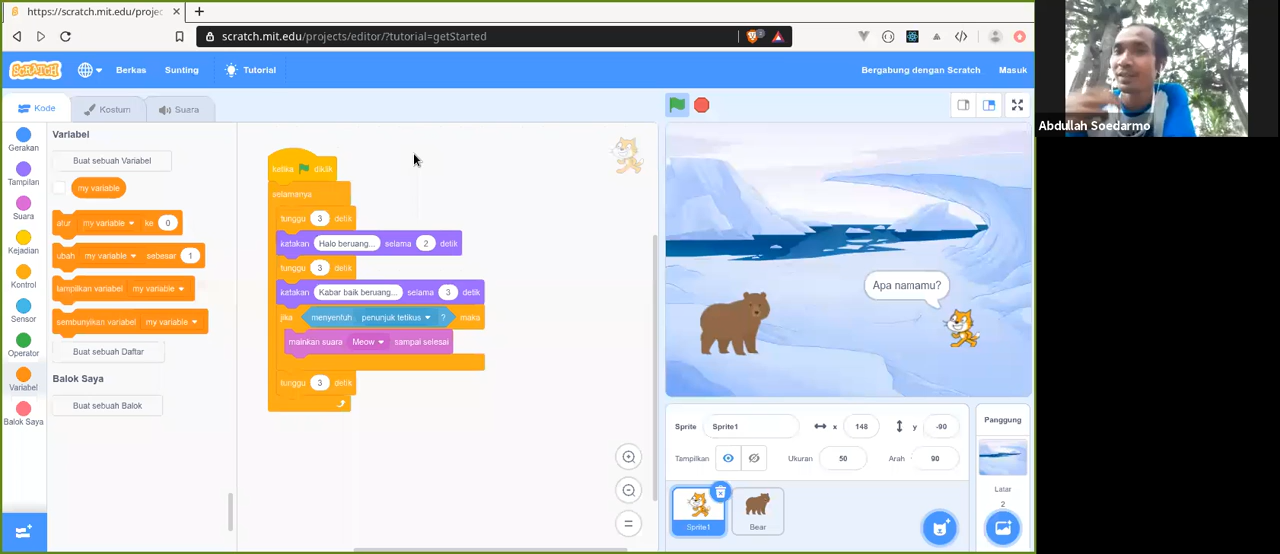 https://scratch.mit.edu/projec
scratch.mit.edu/projects/editor/?tutorial=getStarted
SCRATCH
Berkas
Sunting
Tutorial
Bergabung dengan Scratch
Masuk
Abdullah Soedarmo
Kode
Kostum
Suara
Gerakan
Tampilan
Suara
Kejadian
Kontrol
Sensor
Operator
Variabel
Balok Saya
Variabel
Buat sebuah Variabel
my variable
atur my variable ke 0
ubah my variable sebesar 1
tampilkan variabel my variable
sembunyikan variabel my variable
Buat sebuah Daftar
Balok Saya
Buat sebuah Balok
ketika diklik
selamanya
tunggu 3 detik
katakan Halo beruang... selama 2 detik
tunggu 3 detik
katakan Kabar baik beruang... selama 3 detik
jika menyentuh penunjuk tetikus ? maka
mainkan suara Meow sampai selesai
tunggu 3 detik
Apa namamu?
Sprite Sprite1 x 148 y -90
Tampilkan Ukuran 50 Arah 90
Sprite1
Bear
Panggung
Latar
2